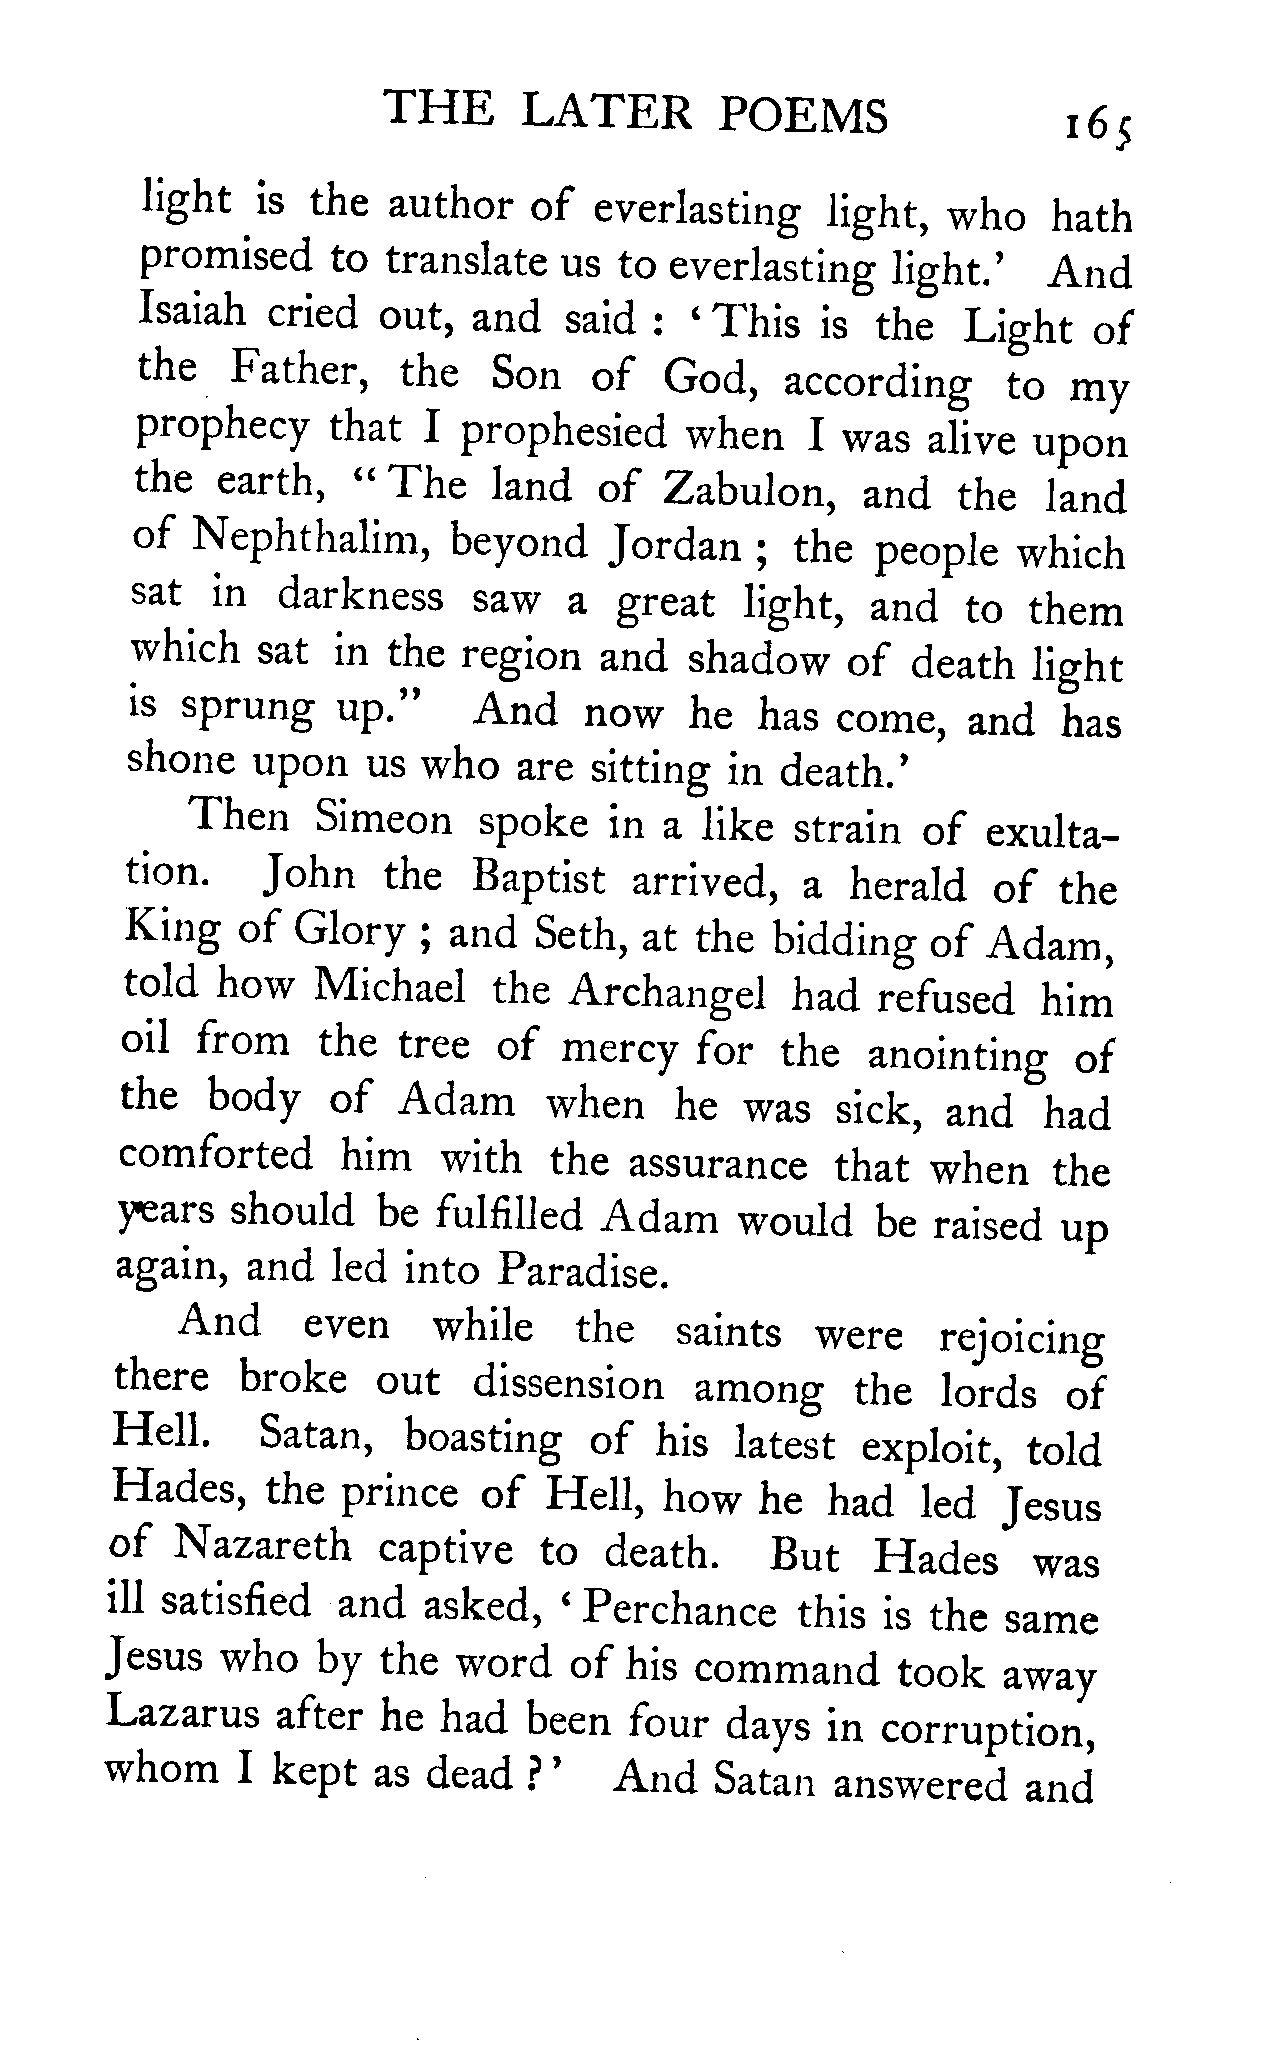 THE LATER POEMS 165
light is the author of everlasting light, who hath
promised to translate us to everlasting light.' And
Isaiah cried out, and said : ' This is the Light of
the Father, the Son of God, according to my
prophecy that I prophesied when I was alive upon
the earth, " The land of Zabulon, and the land
of Nephthalim, beyond Jordan ; the people which
sat in darkness saw a great light, and to them
which sat in the region and shadow of death light
is sprung up." And now he has come, and has
shone upon us who are sitting in death.'
Then Simeon spoke in a like strain of exulta-
tion. John the Baptist arrived, a herald of the
King of Glory ; and Seth, at the bidding of Adam,
told how Michael the Archangel had refused him
oil from the tree of mercy for the anointing of
the body of Adam when he was sick, and had
comforted him with the assurance that when the
years should be fulfilled Adam would be raised up
again, and led into Paradise.
And even while the saints were rejoicing
there broke out dissension among the lords of
Hell. Satan, boasting of his latest exploit, told
Hades, the prince of Hell, how he had led Jesus
of Nazareth captive to death. But Hades was
ill satisfied and asked, ' Perchance this is the same
Jesus who by the word of his command took away
Lazarus after he had been four days in corruption,
whom I kept as dead ? ' And Satan answered and